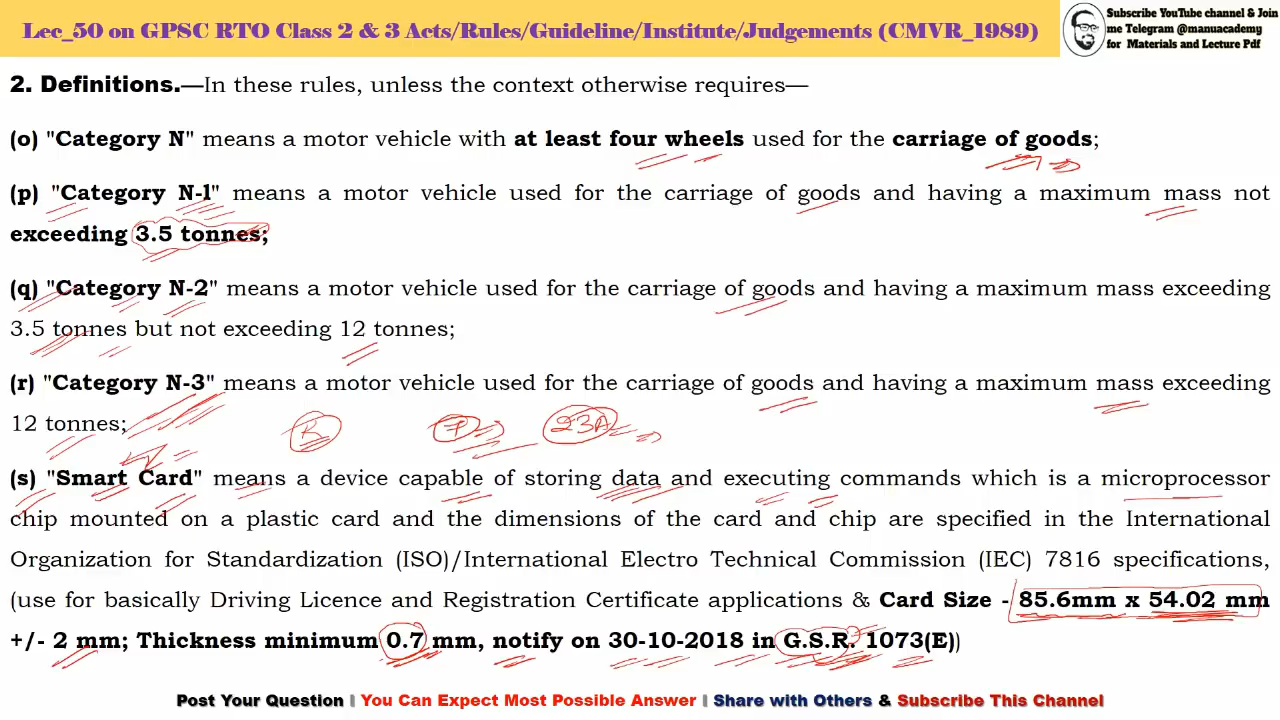 Lec_50 on GPSC RTO Class 2 & 3 Acts/Rules/Guideline/Institute/Judgements (CMVR_1989)
Subscribe YouTube channel & Join
me Telegram @manuacademy
for Materials and Lecture Pdf
2. Definitions.—In these rules, unless the context otherwise requires—
(o) "Category N" means a motor vehicle with at least four wheels used for the carriage of goods;
(p) "Category N-l" means a motor vehicle used for the carriage of goods and having a maximum mass not
exceeding 3.5 tonnes;
(q) "Category N-2" means a motor vehicle used for the carriage of goods and having a maximum mass exceeding
3.5 tonnes but not exceeding 12 tonnes;
(r) "Category N-3" means a motor vehicle used for the carriage of goods and having a maximum mass exceeding
12 tonnes;
7 23A
(s) "Smart Card" means a device capable of storing data and executing commands which is a microprocessor
chip mounted on a plastic card and the dimensions of the card and chip are specified in the International
Organization for Standardization (ISO)/International Electro Technical Commission (IEC) 7816 specifications,
(use for basically Driving Licence and Registration Certificate applications & Card Size - 85.6mm x 54.02 mm
+/- 2 mm; Thickness minimum 0.7 mm, notify on 30-10-2018 in G.S.R. 1073(E))
Post Your Question | You Can Expect Most Possible Answer | Share with Others & Subscribe This Channel